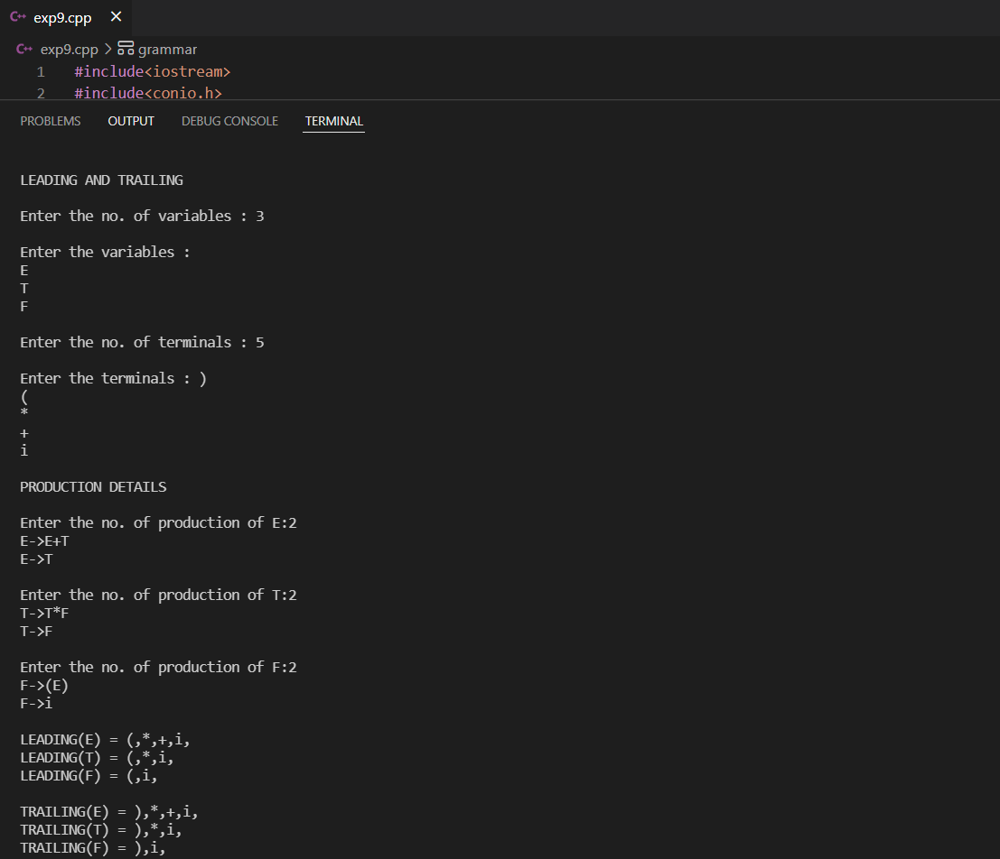 C++ exp9.cpp ×
C++ exp9.cpp > grammar
1 #include<iostream>
2 #include<conio.h>
PROBLEMS OUTPUT DEBUG CONSOLE TERMINAL
LEADING AND TRAILING
Enter the no. of variables : 3
Enter the variables :
E
T
F
Enter the no. of terminals : 5
Enter the terminals : )
(
*
+
i
PRODUCTION DETAILS
Enter the no. of production of E:2
E->E+T
E->T
Enter the no. of production of T:2
T->T*F
T->F
Enter the no. of production of F:2
F->(E)
F->i
LEADING(E) = (,*,+,i,
LEADING(T) = (,*,i,
LEADING(F) = (,i,
TRAILING(E) = ),*,+,i,
TRAILING(T) = ),*,i,
TRAILING(F) = ),i,